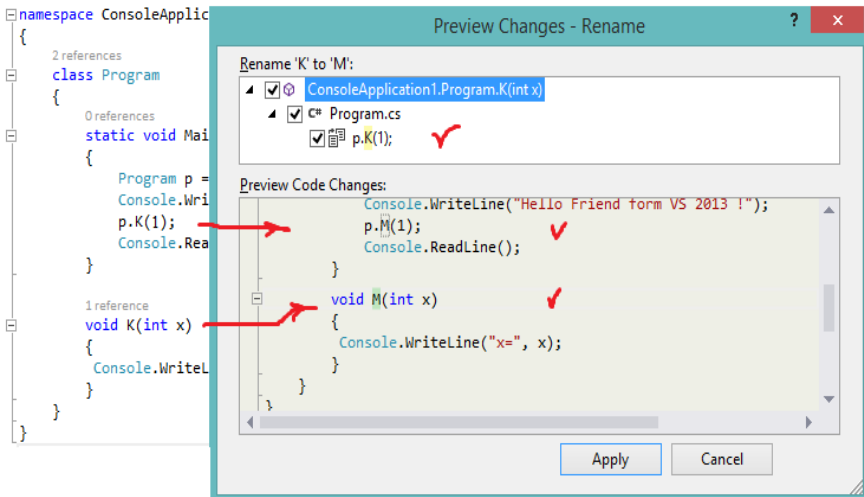 namespace ConsoleApplic
{
2 references
class Program
{
0 references
static void Mai
{
Program p =
Console.Wri
p.K(1);
Console.Rea
}
1 reference
void K(int x)
{
Console.WriteL
}
}
}
Preview Changes - Rename
? ×
Rename 'K' to 'M':
ConsoleApplication1.Program.K(int x)
C# Program.cs
p.K(1);
Preview Code Changes:
Console.WriteLine("Hello Friend form VS 2013 !");
p.M(1);
Console.ReadLine();
}
void M(int x)
{
Console.WriteLine("x=", x);
}
}
}
Apply Cancel